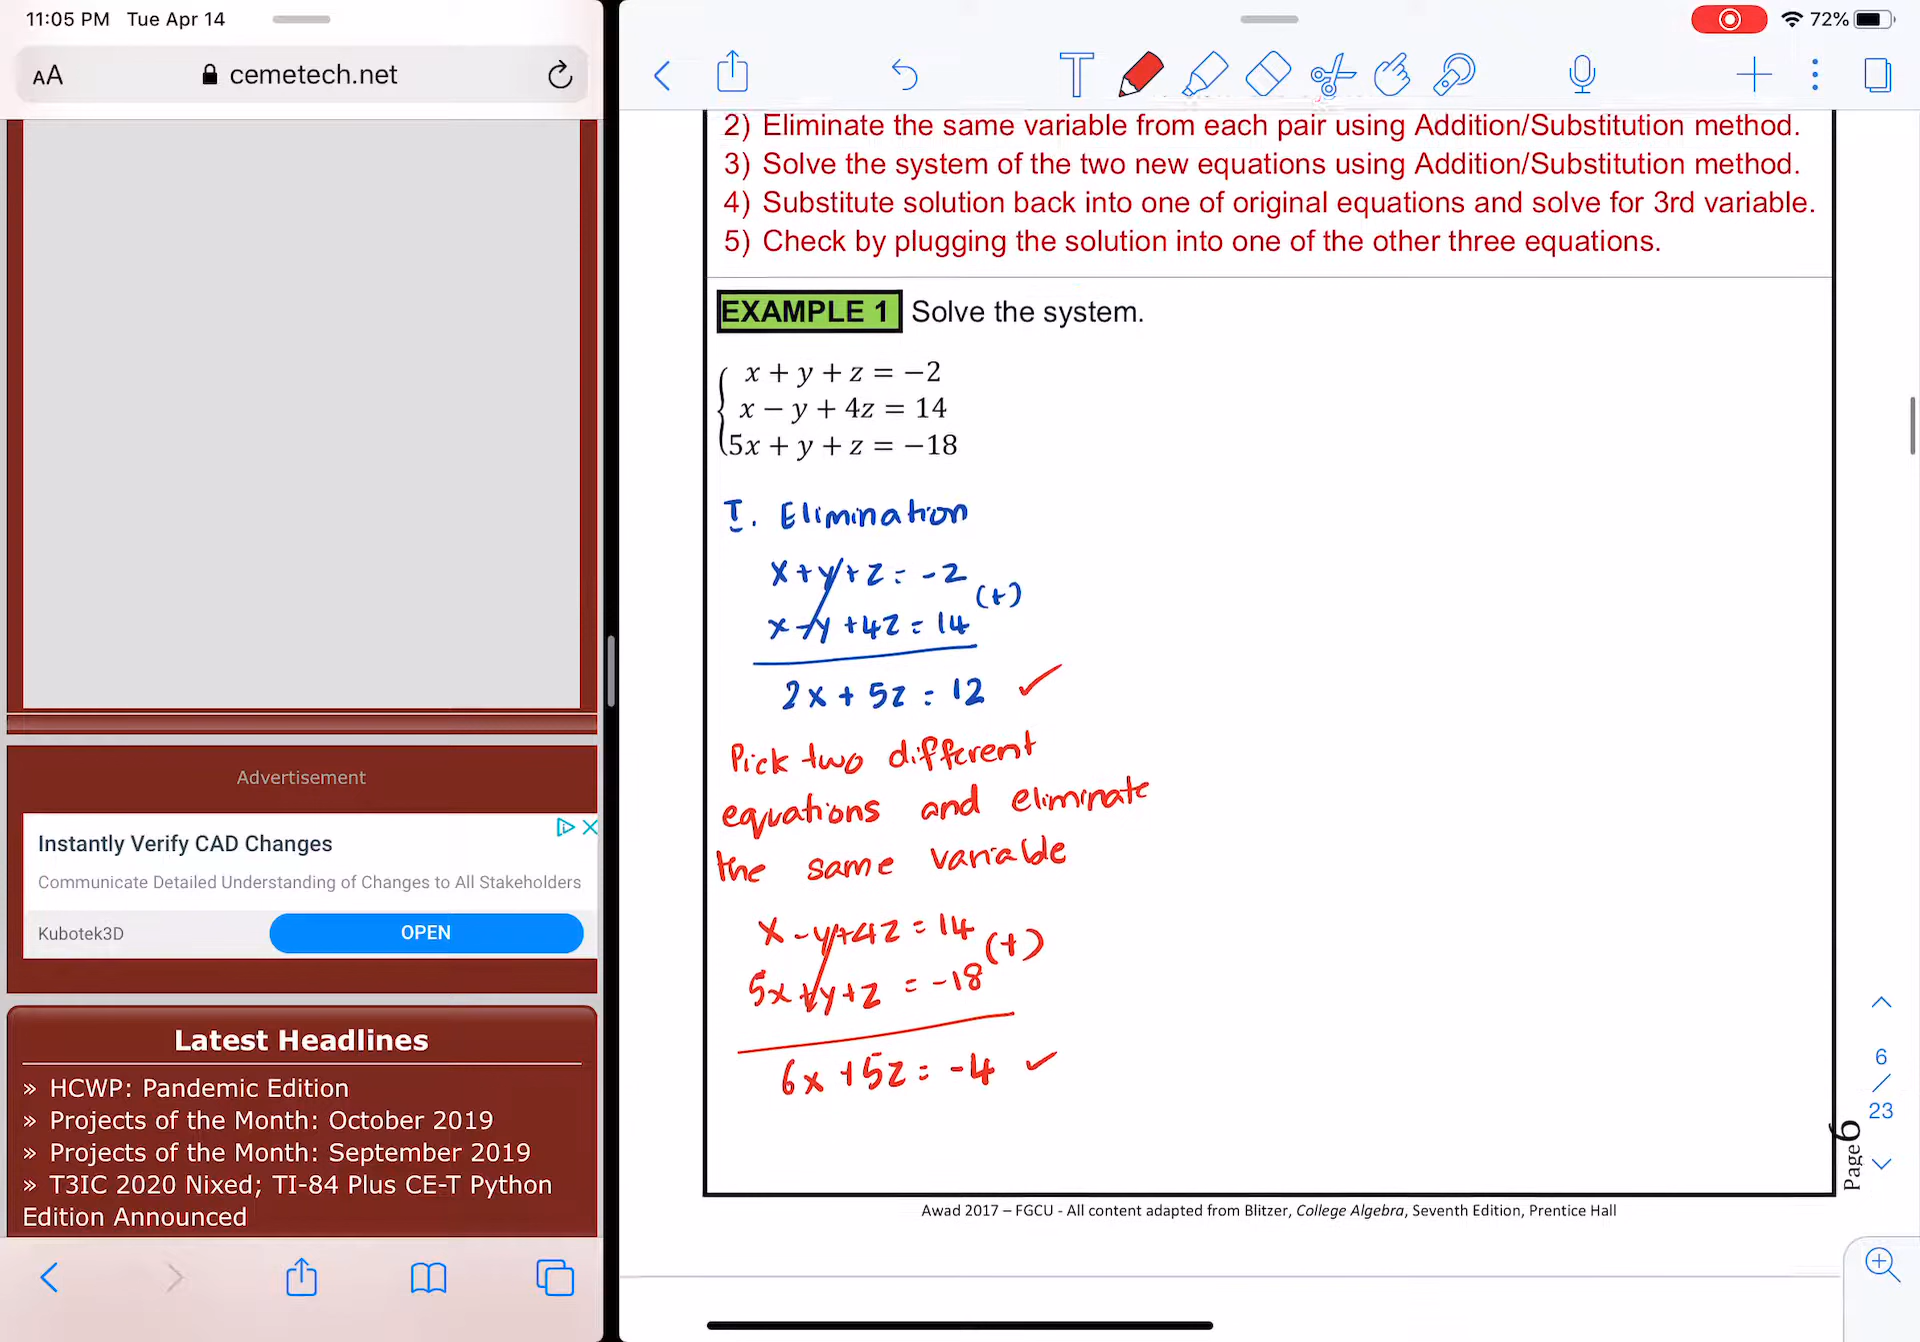 11:05 PM Tue Apr 14
AA cemetech.net
Advertisement
Instantly Verify CAD Changes
Communicate Detailed Understanding of Changes to All Stakeholders
Kubotek3D
OPEN
Latest Headlines
» HCWP: Pandemic Edition
» Projects of the Month: October 2019
» Projects of the Month: September 2019
» T3IC 2020 Nixed; TI-84 Plus CE-T Python
Edition Announced
72%
2) Eliminate the same variable from each pair using Addition/Substitution method.
3) Solve the system of the two new equations using Addition/Substitution method.
4) Substitute solution back into one of original equations and solve for 3rd variable.
5) Check by plugging the solution into one of the other three equations.
EXAMPLE 1 Solve the system.
x + y + z = −2
x − y + 4z = 14
5x + y + z = −18
I. Elimination
x+y+z = -2
(+)
x-y+4z = 14
2x + 5z = 12 ✓
Pick two different
equations and eliminate
the same variable
x-y+4z = 14
(+)
5x+y+z = -18
6x+5z = -4 ✓
6
/
23
Page 6
Awad 2017 – FGCU - All content adapted from Blitzer, College Algebra, Seventh Edition, Prentice Hall